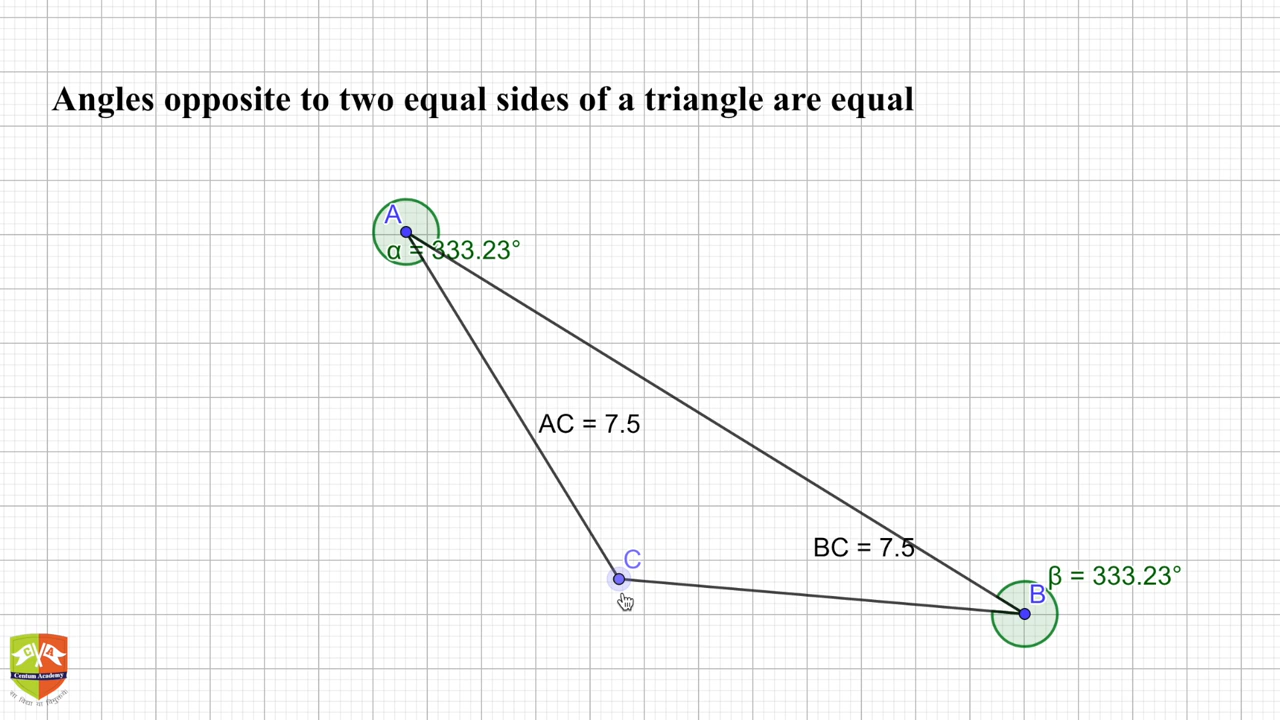 Angles opposite to two equal sides of a triangle are equal
A
α = 333.23°
AC = 7.5
BC = 7.5
C
β = 333.23°
B
C A
Centum Academy